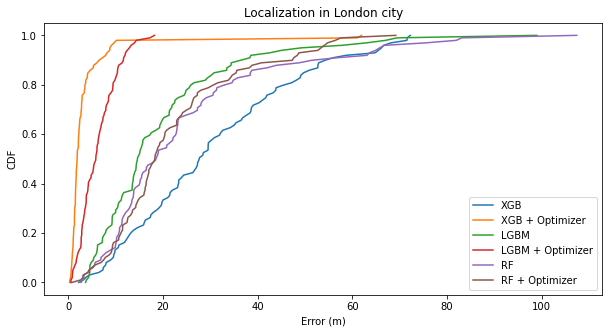 Localization in London city
CDF
1.0
0.8
0.6
0.4
0.2
0.0
0
20
40
60
80
100
Error (m)
XGB
XGB + Optimizer
LGBM
LGBM + Optimizer
RF
RF + Optimizer